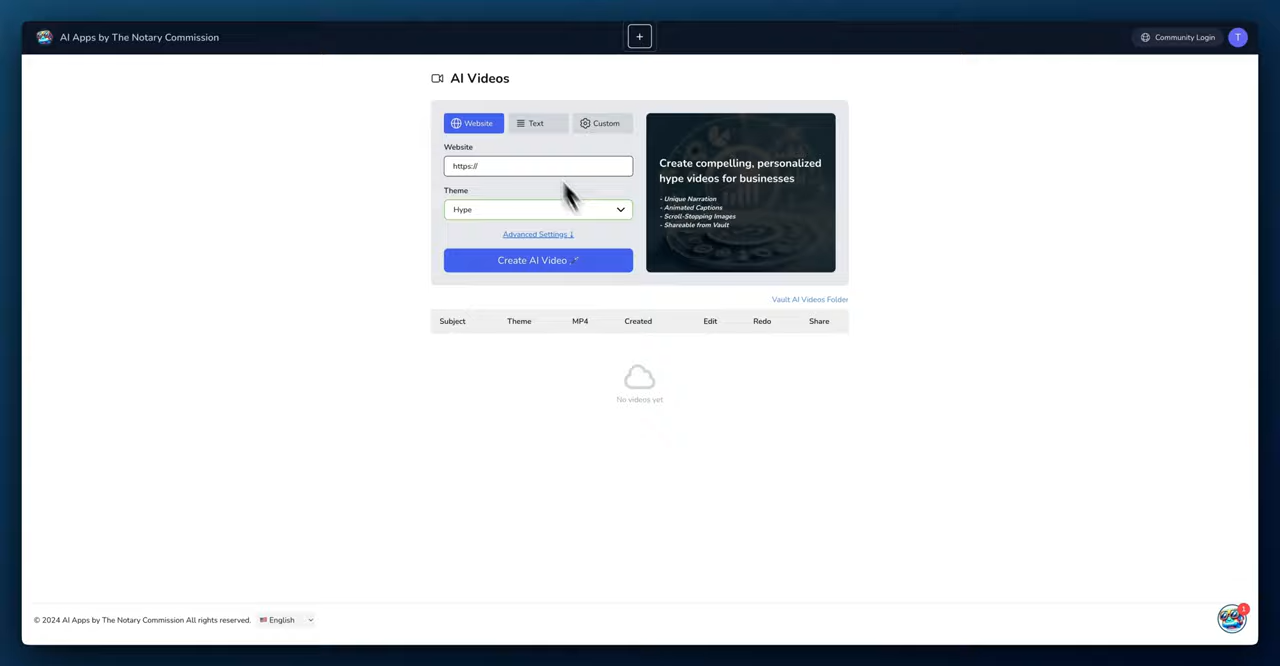 AI Apps by The Notary Commission
+
Community Login
T
AI Videos
Website
Text
Custom
Website
https://
Theme
Hype
Advanced Settings ↓
Create AI Video
Create compelling, personalized
hype videos for businesses
- Unique Narration
- Animated Captions
- Scroll-Stopping Images
- Shareable from Vault
Vault AI Videos Folder
Subject Theme MP4 Created Edit Redo Share
No videos yet
© 2024 AI Apps by The Notary Commission All rights reserved.
English
1